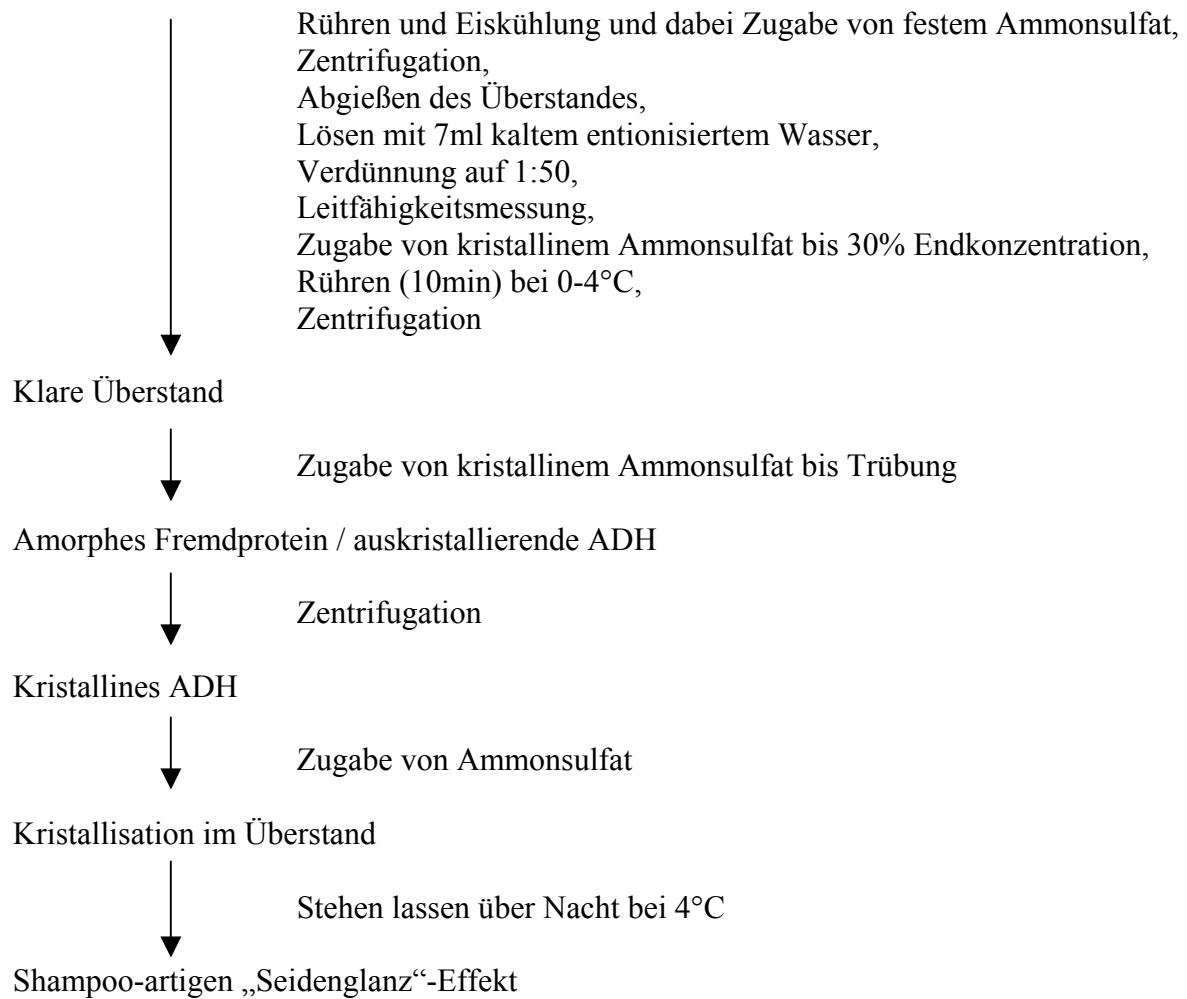 Rühren und Eiskühlung und dabei Zugabe von festem Ammonsulfat,
Zentrifugation,
Abgießen des Überstandes,
Lösen mit 7ml kaltem entionisiertem Wasser,
Verdünnung auf 1:50,
Leitfähigkeitsmessung,
Zugabe von kristallinem Ammonsulfat bis 30% Endkonzentration,
Rühren (10min) bei 0-4°C,
Zentrifugation
Klare Überstand
Zugabe von kristallinem Ammonsulfat bis Trübung
Amorphes Fremdprotein / auskristallierende ADH
Zentrifugation
Kristallines ADH
Zugabe von Ammonsulfat
Kristallisation im Überstand
Stehen lassen über Nacht bei 4°C
Shampoo-artigen „Seidenglanz“-Effekt